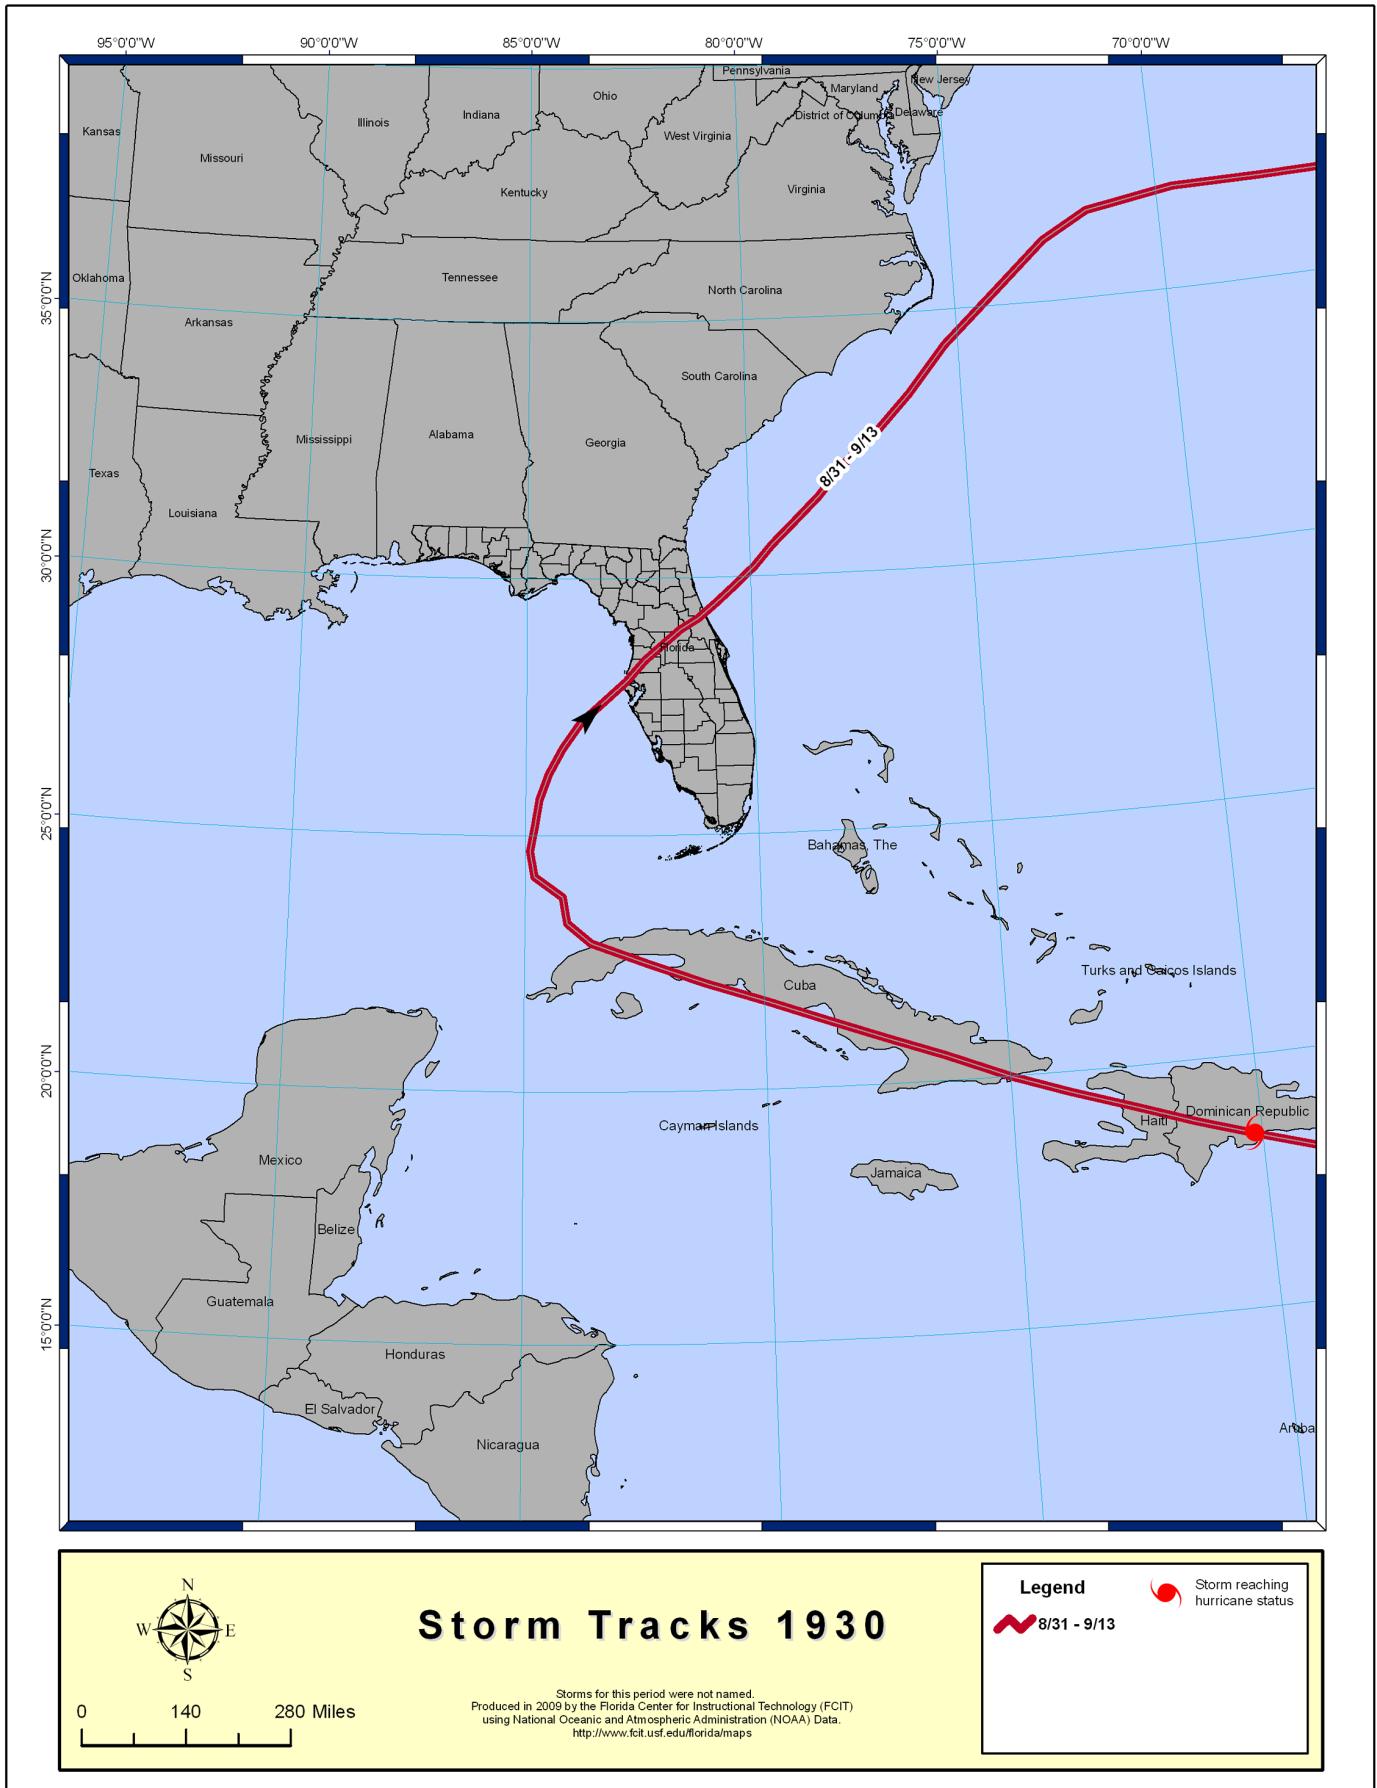 95°0'0"W 90°0'0"W 85°0'0"W 80°0'0"W 75°0'0"W 70°0'0"W
Pennsylvania
New Jersey
Ohio
Maryland
Indiana
Illinois
District of Columbia
Delaware
Kansas
West Virginia
Missouri
Kentucky
Virginia
Oklahoma
Tennessee
North Carolina
35°0'0"N
Arkansas
South Carolina
Mississippi
Alabama
Georgia
8/31 - 9/13
Texas
Louisiana
30°0'0"N
Florida
25°0'0"N
Bahamas, The
Turks and Caicos Islands
Cuba
20°0'0"N
Dominican Republic
Haiti
Cayman Islands
Mexico
Jamaica
Belize
Guatemala
15°0'0"N
Honduras
El Salvador
Aruba
Nicaragua
N
W E
S
0 140 280 Miles
Storm Tracks 1930
Storms for this period were not named.
Produced in 2009 by the Florida Center for Instructional Technology (FCIT)
using National Oceanic and Atmospheric Administration (NOAA) Data.
http://www.fcit.usf.edu/florida/maps
Legend
8/31 - 9/13
Storm reaching
hurricane status